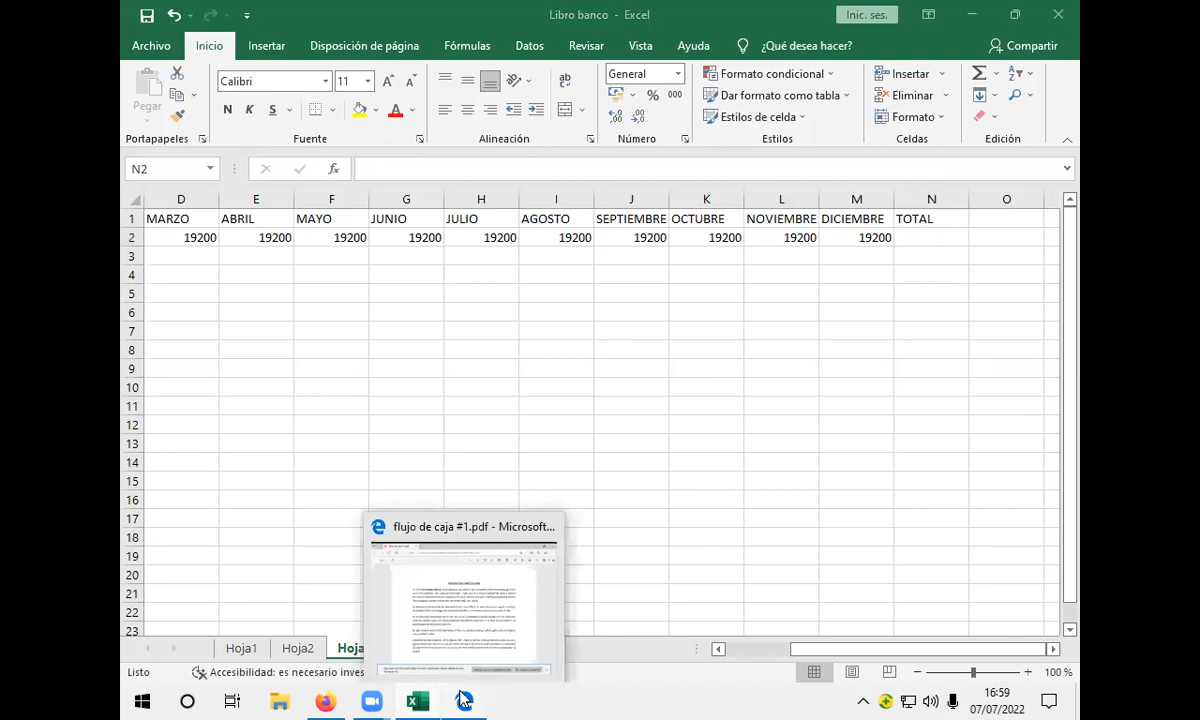 Libro banco - Excel
Inic. ses.
Archivo Inicio Insertar Disposición de página Fórmulas Datos Revisar Vista Ayuda ¿Qué desea hacer? Compartir
Pegar
Calibri 11
N K S
General
% 000
Formato condicional
Dar formato como tabla
Estilos de celda
Insertar
Eliminar
Formato
Portapapeles Fuente Alineación Número Estilos Celdas Edición
N2 fx
D E F G H I J K L M N O
1 MARZO ABRIL MAYO JUNIO JULIO AGOSTO SEPTIEMBRE OCTUBRE NOVIEMBRE DICIEMBRE TOTAL
2 19200 19200 19200 19200 19200 19200 19200 19200 19200 19200
3
4
5
6
7
8
9
10
11
12
13
14
15
16
17
18
19
20
21
22
23
flujo de caja #1.pdf - Microsoft...
Hoja1 Hoja2 Hoja
Listo Accesibilidad: es necesario inves 100 %
16:59
07/07/2022